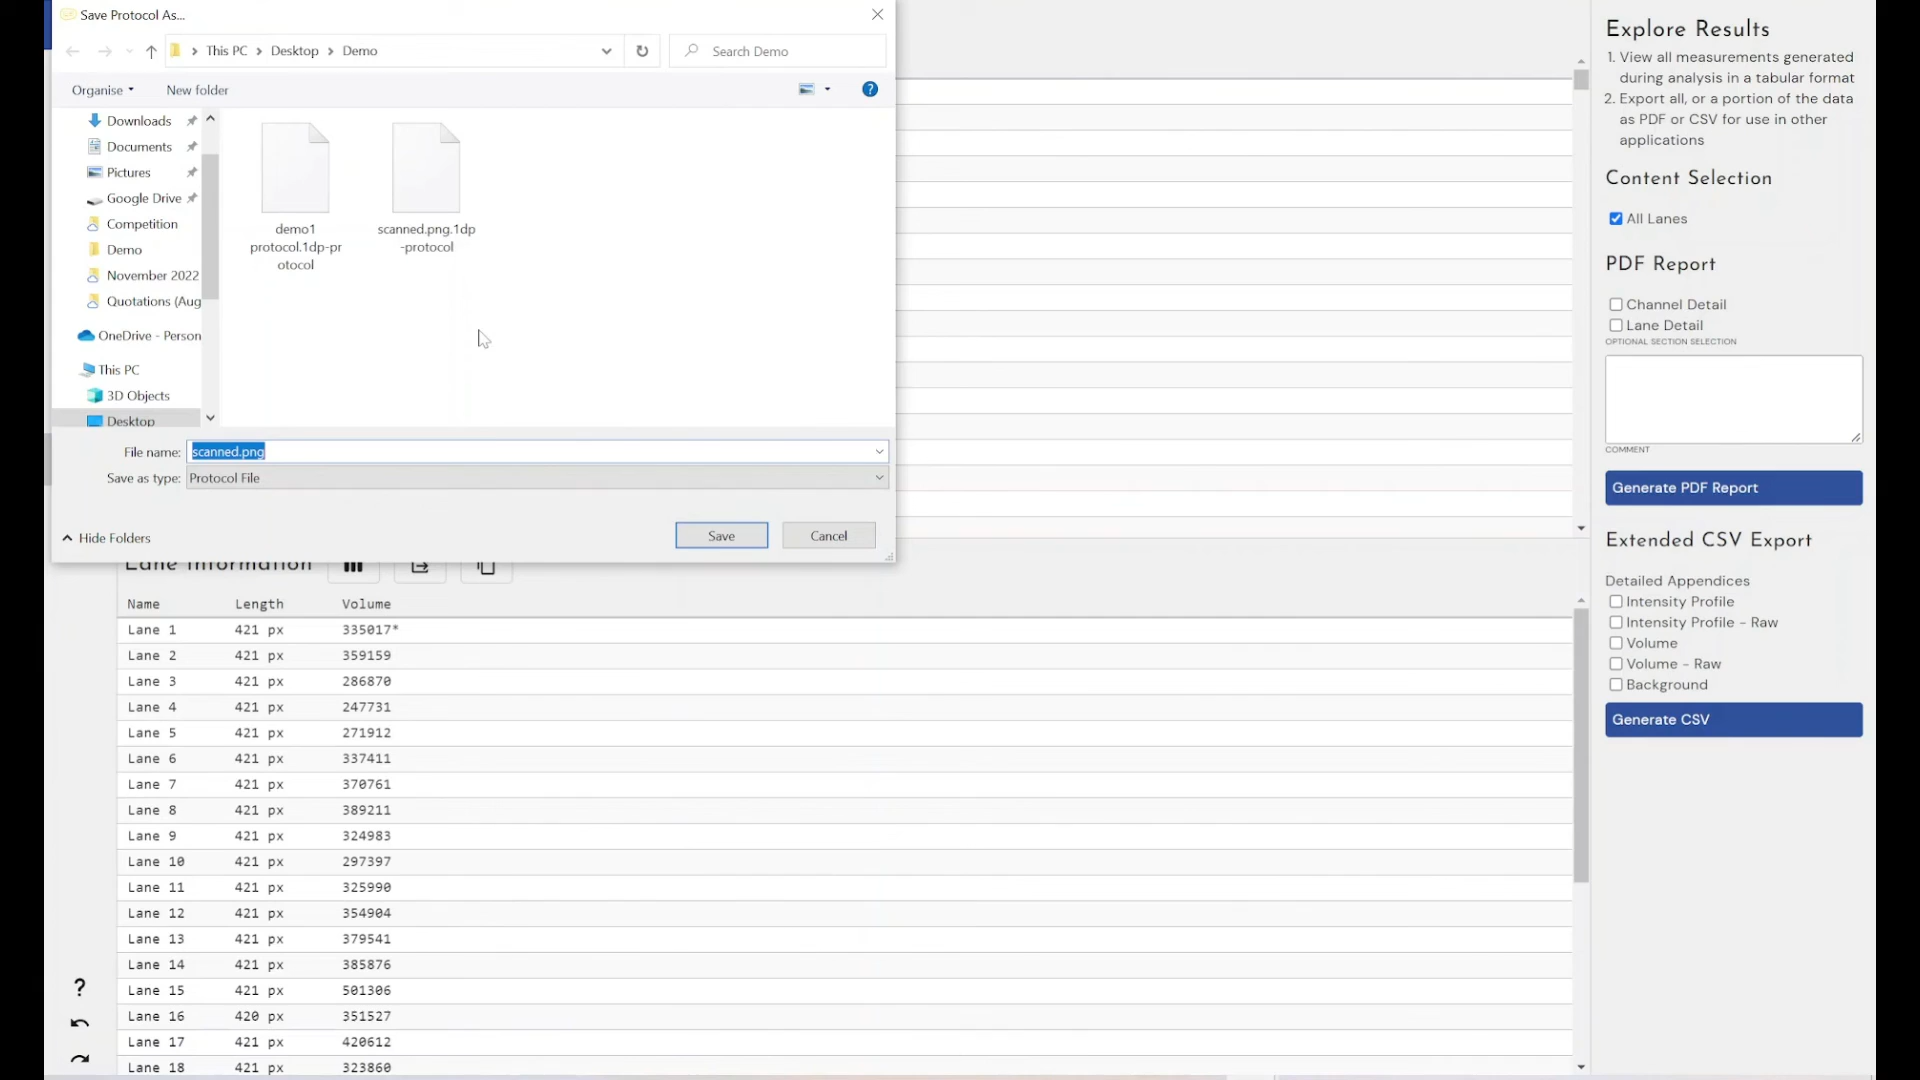 Save Protocol As...
This PC > Desktop > Demo
Search Demo
Organise
New folder
?
Downloads
Documents
Pictures
Google Drive
Competition
Demo
November 2022
Quotations (Aug
OneDrive - Person
This PC
3D Objects
Desktop
demo1
protocol.1dp-pr
otocol
scanned.png.1dp
-protocol
File name: scanned.png
Save as type: Protocol File
Hide Folders
Save
Cancel
Lane Information
Name Length Volume
Lane 1 421 px 335017*
Lane 2 421 px 359159
Lane 3 421 px 286870
Lane 4 421 px 247731
Lane 5 421 px 271912
Lane 6 421 px 337411
Lane 7 421 px 370761
Lane 8 421 px 389211
Lane 9 421 px 324983
Lane 10 421 px 297397
Lane 11 421 px 325990
Lane 12 421 px 354904
Lane 13 421 px 379541
Lane 14 421 px 385876
Lane 15 421 px 501306
Lane 16 420 px 351527
Lane 17 421 px 420612
Lane 18 421 px 323860
?
Explore Results
1. View all measurements generated
during analysis in a tabular format
2. Export all, or a portion of the data
as PDF or CSV for use in other
applications
Content Selection
All Lanes
PDF Report
Channel Detail
Lane Detail
OPTIONAL SECTION SELECTION
COMMENT
Generate PDF Report
Extended CSV Export
Detailed Appendices
Intensity Profile
Intensity Profile - Raw
Volume
Volume - Raw
Background
Generate CSV